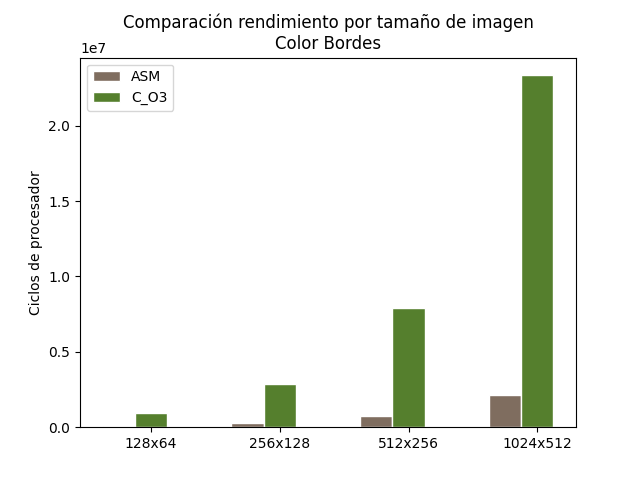 Comparación rendimiento por tamaño de imagen
Color Bordes
1e7
ASM
C_O3
Ciclos de procesador
2.0
1.5
1.0
0.5
0.0
128x64
256x128
512x256
1024x512